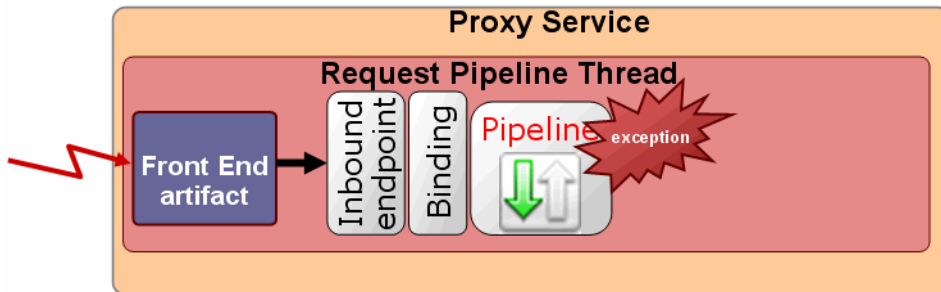 Proxy Service
Request Pipeline Thread
Front End
artifact
Inbound
endpoint
Binding
Pipeline
exception